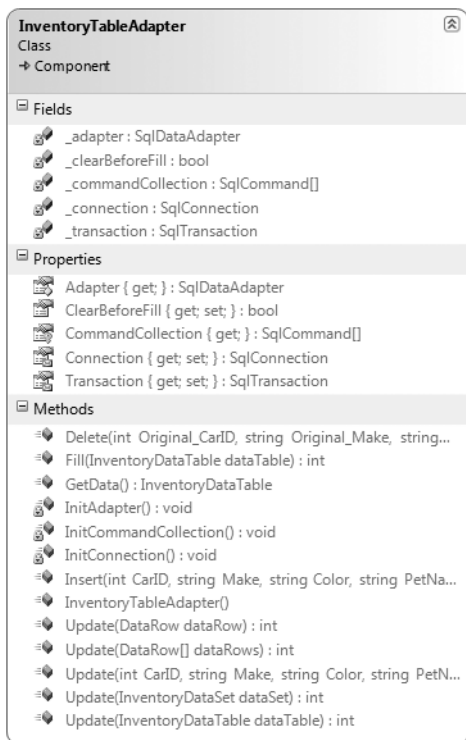 InventoryTableAdapter
Class
→ Component
Fields
_adapter : SqlDataAdapter
_clearBeforeFill : bool
_commandCollection : SqlCommand[]
_connection : SqlConnection
_transaction : SqlTransaction
Properties
Adapter { get; } : SqlDataAdapter
ClearBeforeFill { get; set; } : bool
CommandCollection { get; } : SqlCommand[]
Connection { get; set; } : SqlConnection
Transaction { get; set; } : SqlTransaction
Methods
Delete(int Original_CarID, string Original_Make, string...
Fill(InventoryDataTable dataTable) : int
GetData() : InventoryDataTable
InitAdapter() : void
InitCommandCollection() : void
InitConnection() : void
Insert(int CarID, string Make, string Color, string PetNa...
InventoryTableAdapter()
Update(DataRow dataRow) : int
Update(DataRow[] dataRows) : int
Update(int CarID, string Make, string Color, string PetN...
Update(InventoryDataSet dataSet) : int
Update(InventoryDataTable dataTable) : int